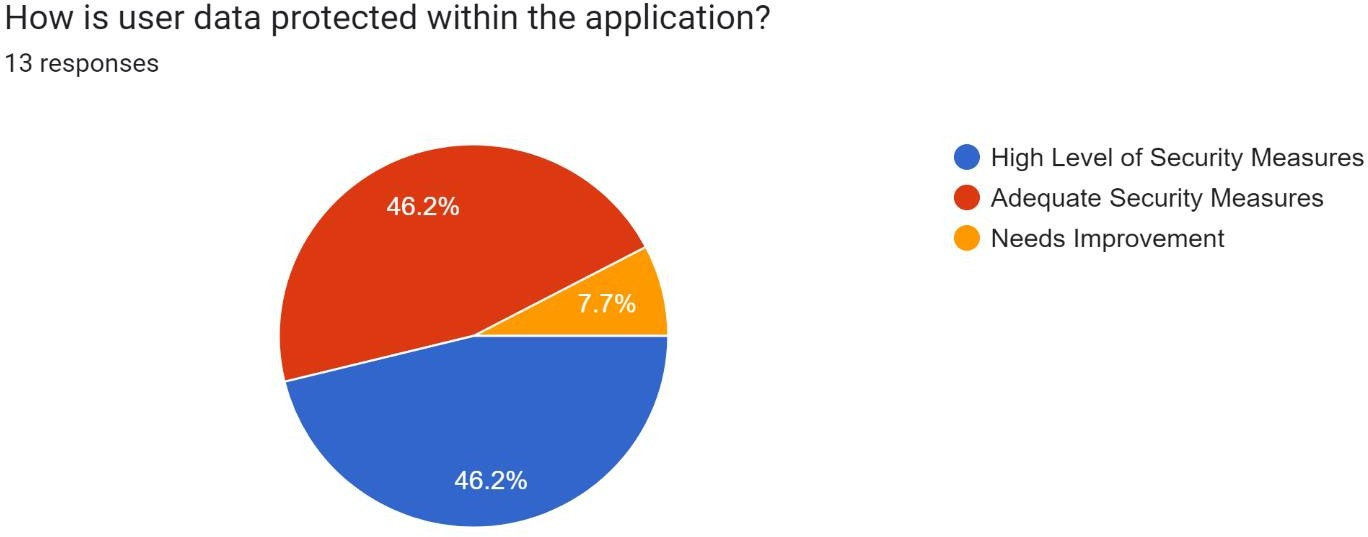 How is user data protected within the application?
13 responses
High Level of Security Measures
Adequate Security Measures
Needs Improvement
46.2%
7.7%
46.2%